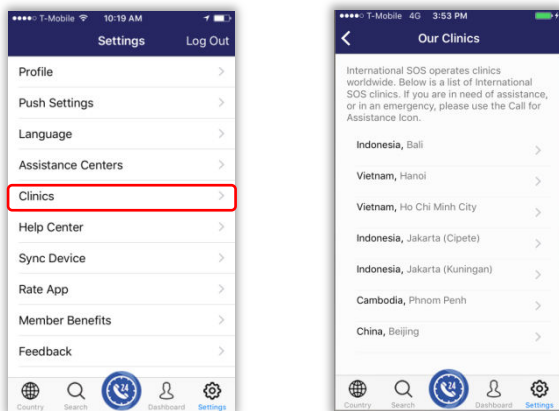 T-Mobile 10:19 AM
Settings Log Out
Profile
Push Settings
Language
Assistance Centers
Clinics
Help Center
Sync Device
Rate App
Member Benefits
Feedback
24
Country Search Dashboard Settings
T-Mobile 4G 3:53 PM
Our Clinics
International SOS operates clinics
worldwide. Below is a list of International
SOS clinics. If you are in need of assistance,
or in an emergency, please use the Call for
Assistance Icon.
Indonesia, Bali
Vietnam, Hanoi
Vietnam, Ho Chi Minh City
Indonesia, Jakarta (Cipete)
Indonesia, Jakarta (Kuningan)
Cambodia, Phnom Penh
China, Beijing
24
Country Search Dashboard Settings